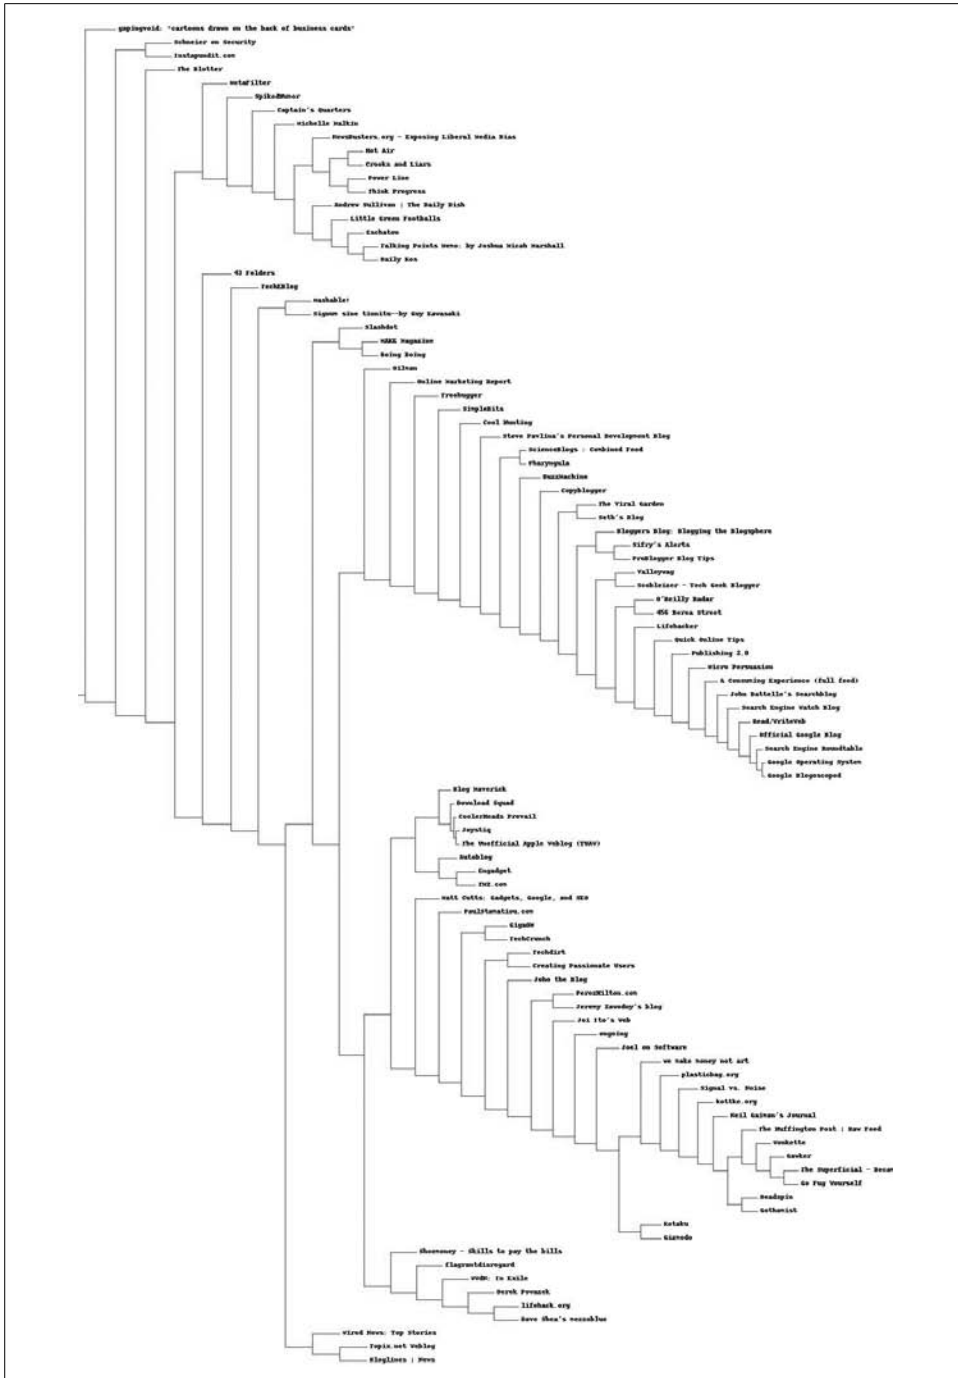 gapingvoid: "cartoons drawn on the back of business cards"
Schneier on Security
Instapundit.com
The Blotter
MetaFilter
SpikedHumor
Captain's Quarters
Michelle Malkin
NewsBusters.org - Exposing Liberal Media Bias
Hot Air
Crooks and Liars
Power Line
Think Progress
Andrew Sullivan | The Daily Dish
Little Green Footballs
Eschaton
Talking Points Memo: by Joshua Micah Marshall
Daily Kos
43 Folders
TechEBlog
Mashable!
Signum sine tinnitu--by Guy Kawasaki
Slashdot
MAKE Magazine
Boing Boing
Oilman
Online Marketing Report
Treehugger
SimpleBits
Cool Hunting
Steve Pavlina's Personal Development Blog
ScienceBlogs : Combined Feed
Pharyngula
BuzzMachine
Copyblogger
The Viral Garden
Seth's Blog
Bloggers Blog: Blogging the Blogsphere
Sifry's Alerts
ProBlogger Blog Tips
Valleywag
Scobleizer - Tech Geek Blogger
O'Reilly Radar
456 Berea Street
Lifehacker
Quick Online Tips
Publishing 2.0
Micro Persuasion
A Consuming Experience (full feed)
John Battelle's Searchblog
Search Engine Watch Blog
Read/WriteWeb
Official Google Blog
Search Engine Roundtable
Google Operating System
Google Blogoscoped
Blog Maverick
Download Squad
CoolerHeads Prevail
Joystiq
The Unofficial Apple Weblog (TUAW)
Autoblog
Engadget
TMZ.com
Matt Cutts: Gadgets, Google, and SEO
PaulStamatiou.com
GigaOM
TechCrunch
Techdirt
Creating Passionate Users
John the Blog
PerezHilton.com
Jeremy Zawodny's blog
Joi Ito's Web
ongoing
Joel on Software
we make money not art
plasticbag.org
Signal vs. Noise
kottke.org
Neil Gaiman's Journal
The Huffington Post | Raw Feed
Wonkette
Gawker
The Superficial - Becau
Go Fug Yourself
Deadspin
Gothamist
Kotaku
Gizmodo
Shoemoney - Skills to pay the bills
flagrantdisregard
WWdN: In Exile
Derek Powazek
lifehack.org
Dave Shea's mezzoblue
Wired News: Top Stories
Topix.net Weblog
Bloglines | News